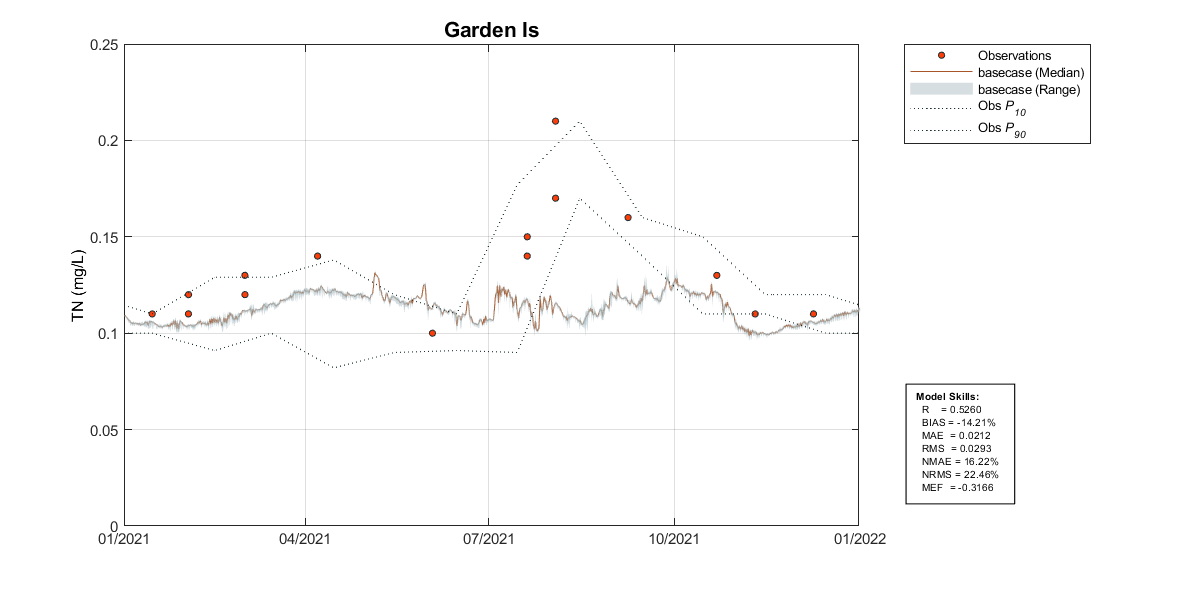 Garden Is
0.25
0.2
0.15
0.1
0.05
0
TN (mg/L)
01/2021
04/2021
07/2021
10/2021
01/2022
Observations
basecase (Median)
basecase (Range)
Obs P10
Obs P90
Model Skills:
R = 0.5260
BIAS = -14.21%
MAE = 0.0212
RMS = 0.0293
NMAE = 16.22%
NRMS = 22.46%
MEF = -0.3166